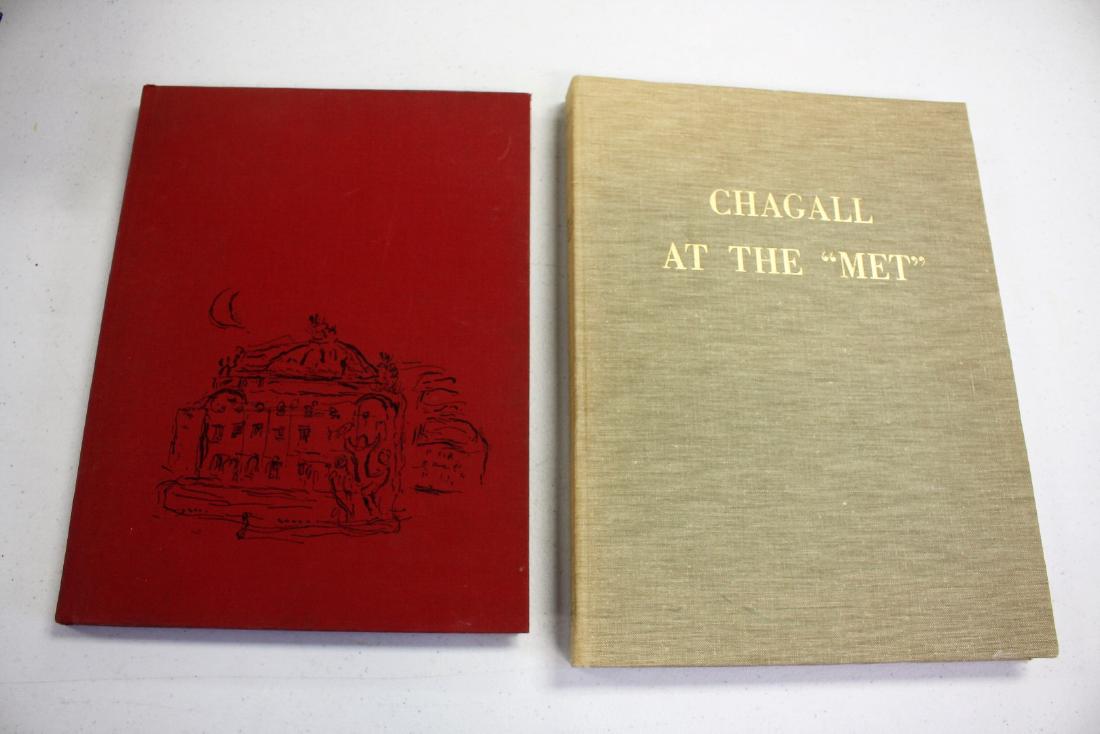 CHAGALL
AT THE “MET”